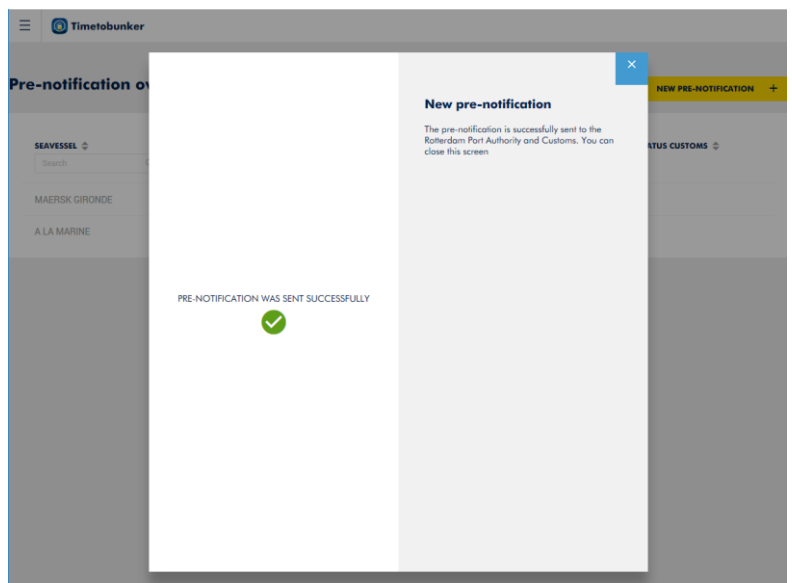 Timetobunker
Pre-notification ov
NEW PRE-NOTIFICATION +
SEAVESSEL
ATUS CUSTOMS
Search
MAERSK GIRONDE
A LA MARINE
PRE-NOTIFICATION WAS SENT SUCCESSFULLY
New pre-notification
The pre-notification is successfully sent to the
Rotterdam Port Authority and Customs. You can
close this screen